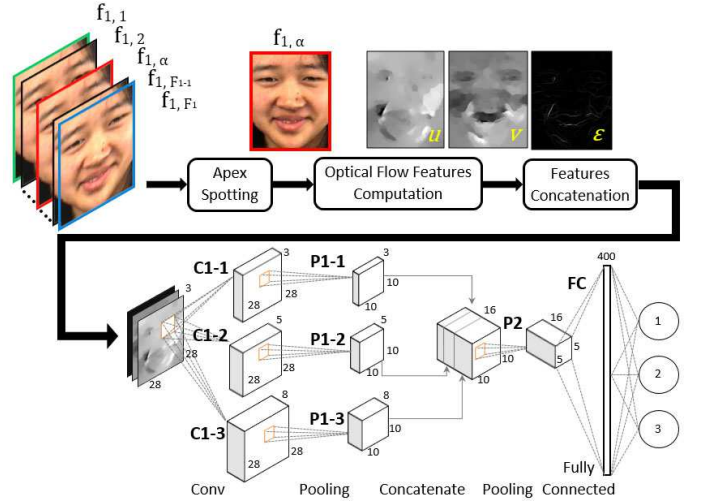 f1, 1
f1, 2
f1, α
f1, F1-1
f1, F1
f1, α
u
v
ε
Apex
Spotting
Optical Flow Features
Computation
Features
Concatenation
3
28
28
C1-1
3
28
28
P1-1
3
10
10
C1-2
5
28
28
P1-2
5
10
10
C1-3
8
28
28
P1-3
8
10
10
16
10
10
P2
16
5
5
400
FC
1
2
3
Conv
Pooling
Concatenate
Pooling
Fully
Connected